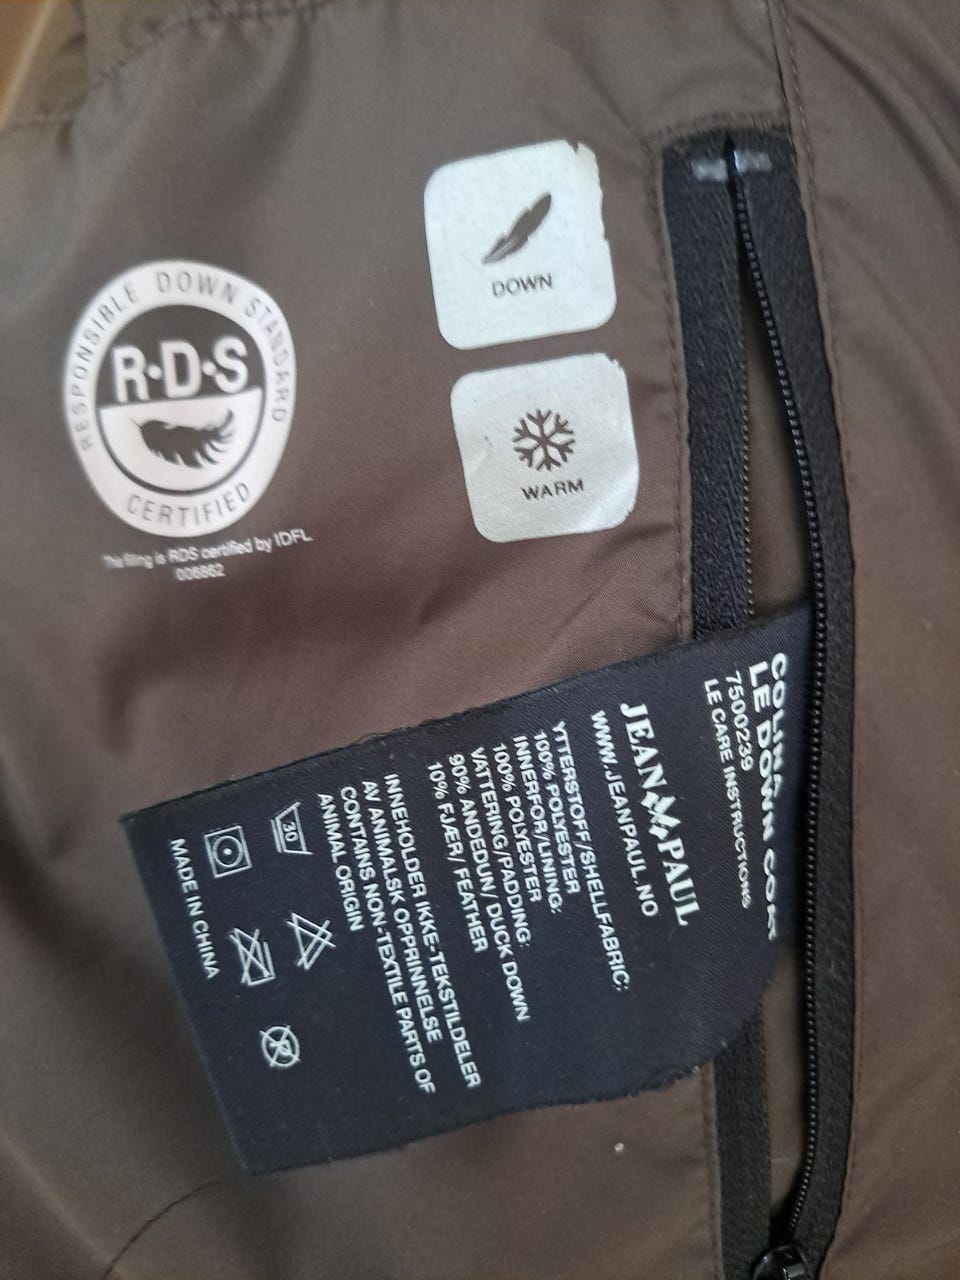 RESPONSIBLE DOWN STANDARD
R·D·S
CERTIFIED
This filling is RDS certified by IDFL
006862
DOWN
WARM
LE DOWN
7500239
LE CARE INSTRUCTIONS
JEAN PAUL
WWW.JEANPAUL.NO
YTTERSTOFF/SHELLFABRIC:
100% POLYESTER
INNERFOR/LINING:
100% POLYESTER
VATTERING/PADDING:
90% ANDEDUN/ DUCK DOWN
10% FJÆR/ FEATHER
INNEHOLDER IKKE-TEKSTILDELER
AV ANIMALSK OPPRINNELSE
CONTAINS NON-TEXTILE PARTS OF
ANIMAL ORIGIN
30
MADE IN CHINA